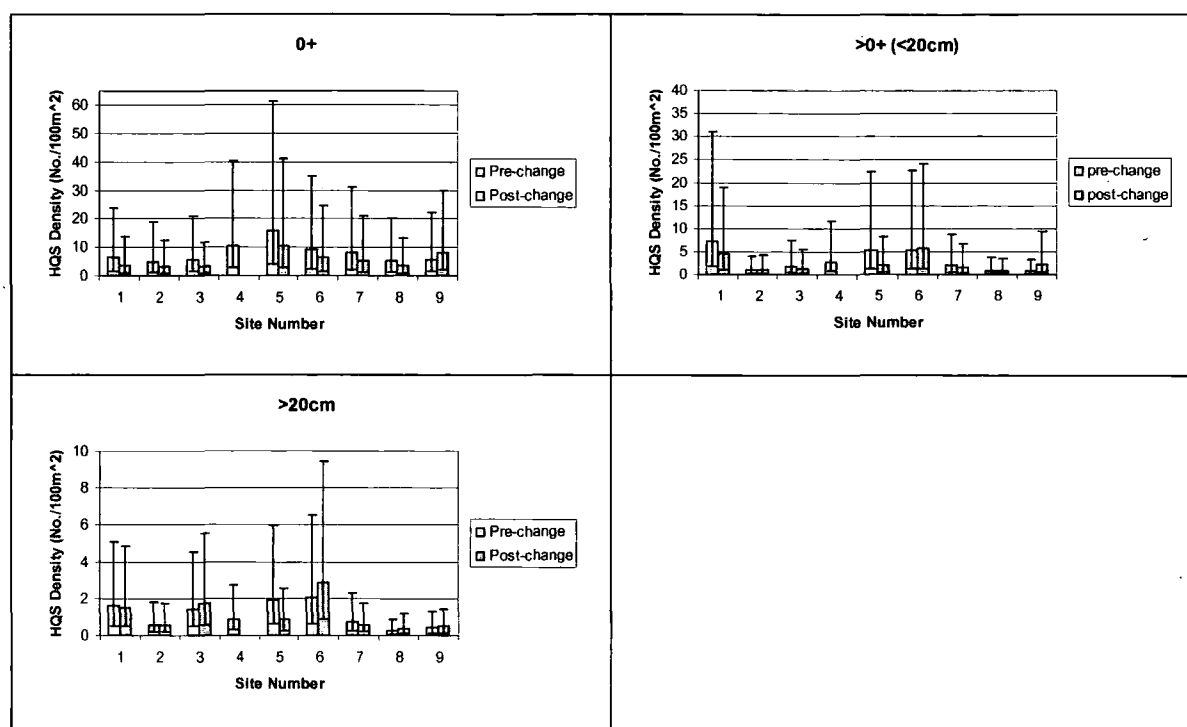 0+
HQS Density (No./100m^2)
60
50
40
30
20
10
0
1 2 3 4 5 6 7 8 9
Site Number
Pre-change
Post-change
>0+ (<20cm)
HQS Density (No./100m^2)
40
35
30
25
20
15
10
5
0
1 2 3 4 5 6 7 8 9
Site Number
pre-change
post-change
>20cm
HQS Density (No./100m^2)
10
8
6
4
2
0
1 2 3 4 5 6 7 8 9
Site Number
Pre-change
Post-change